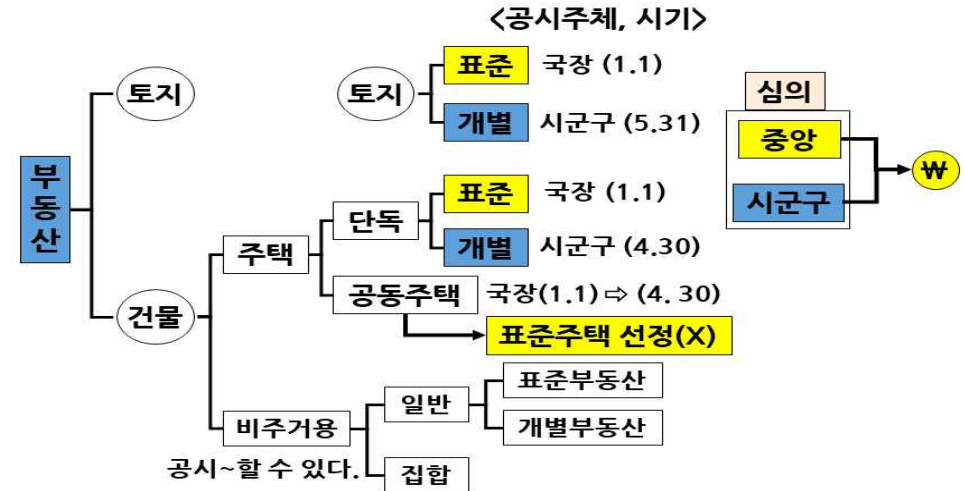 <공시주체, 시기>
토지
토지
표준 국장 (1.1)
개별 시군구 (5.31)
심의
중앙
시군구
₩
부동산
주택
단독
표준 국장 (1.1)
개별 시군구 (4.30)
공동주택 국장(1.1)⇨ (4. 30)
표준주택 선정(X)
건물
비주거용
일반
표준부동산
개별부동산
집합
공시~할 수 있다.